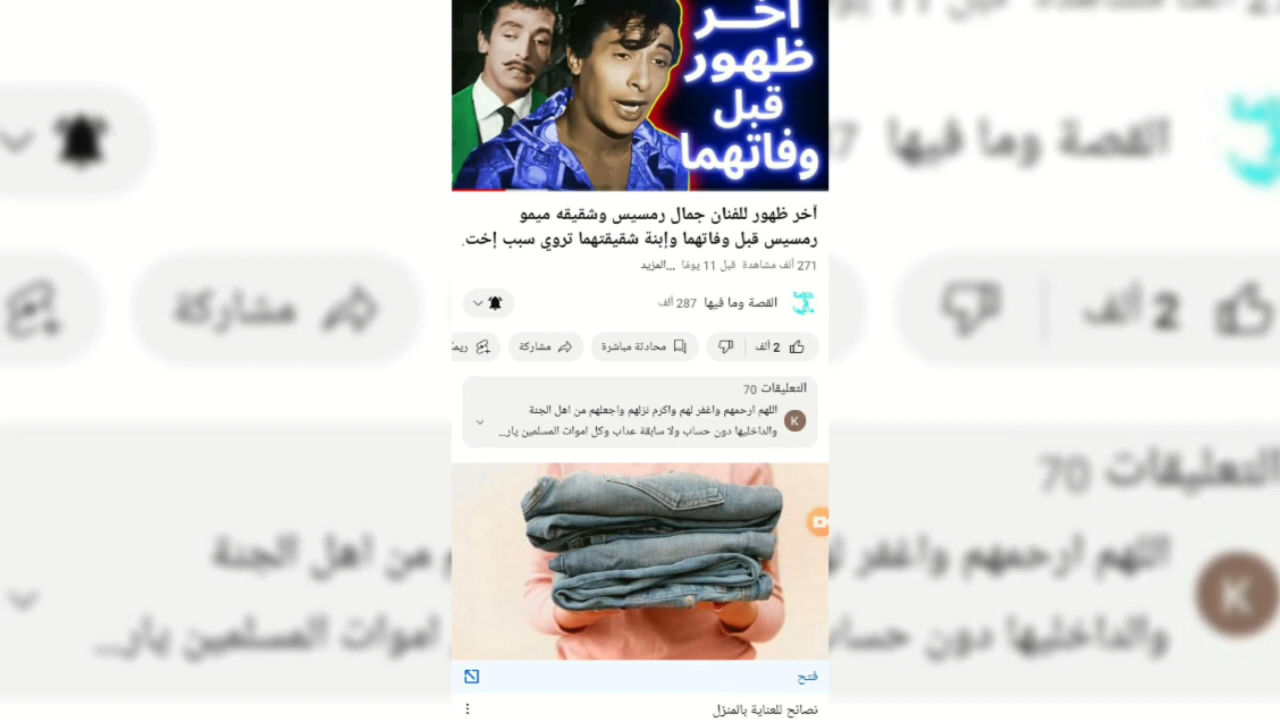 آخر
ظهور
قبل
وفاتهما
آخر ظهور للفنان جمال رمسيس وشقيقه ميمو
رمسيس قبل وفاتهما وإبنة شقيقتهما تروي سبب إخت
271 ألف مشاهدة قبل 11 يومًا ...المزيد
القصة وما فيها 287 ألف
2 ألف
محادثة مباشرة
مشاركة
ريمك
التعليقات 70
K
اللهم ارحمهم واغفر لهم واكرم نزلهم واجعلهم من اهل الجنة
والداخليها دون حساب ولا سابقة عداب وكل اموات المسلمين يار...
فتح
نصائح للعناية بالمنزل